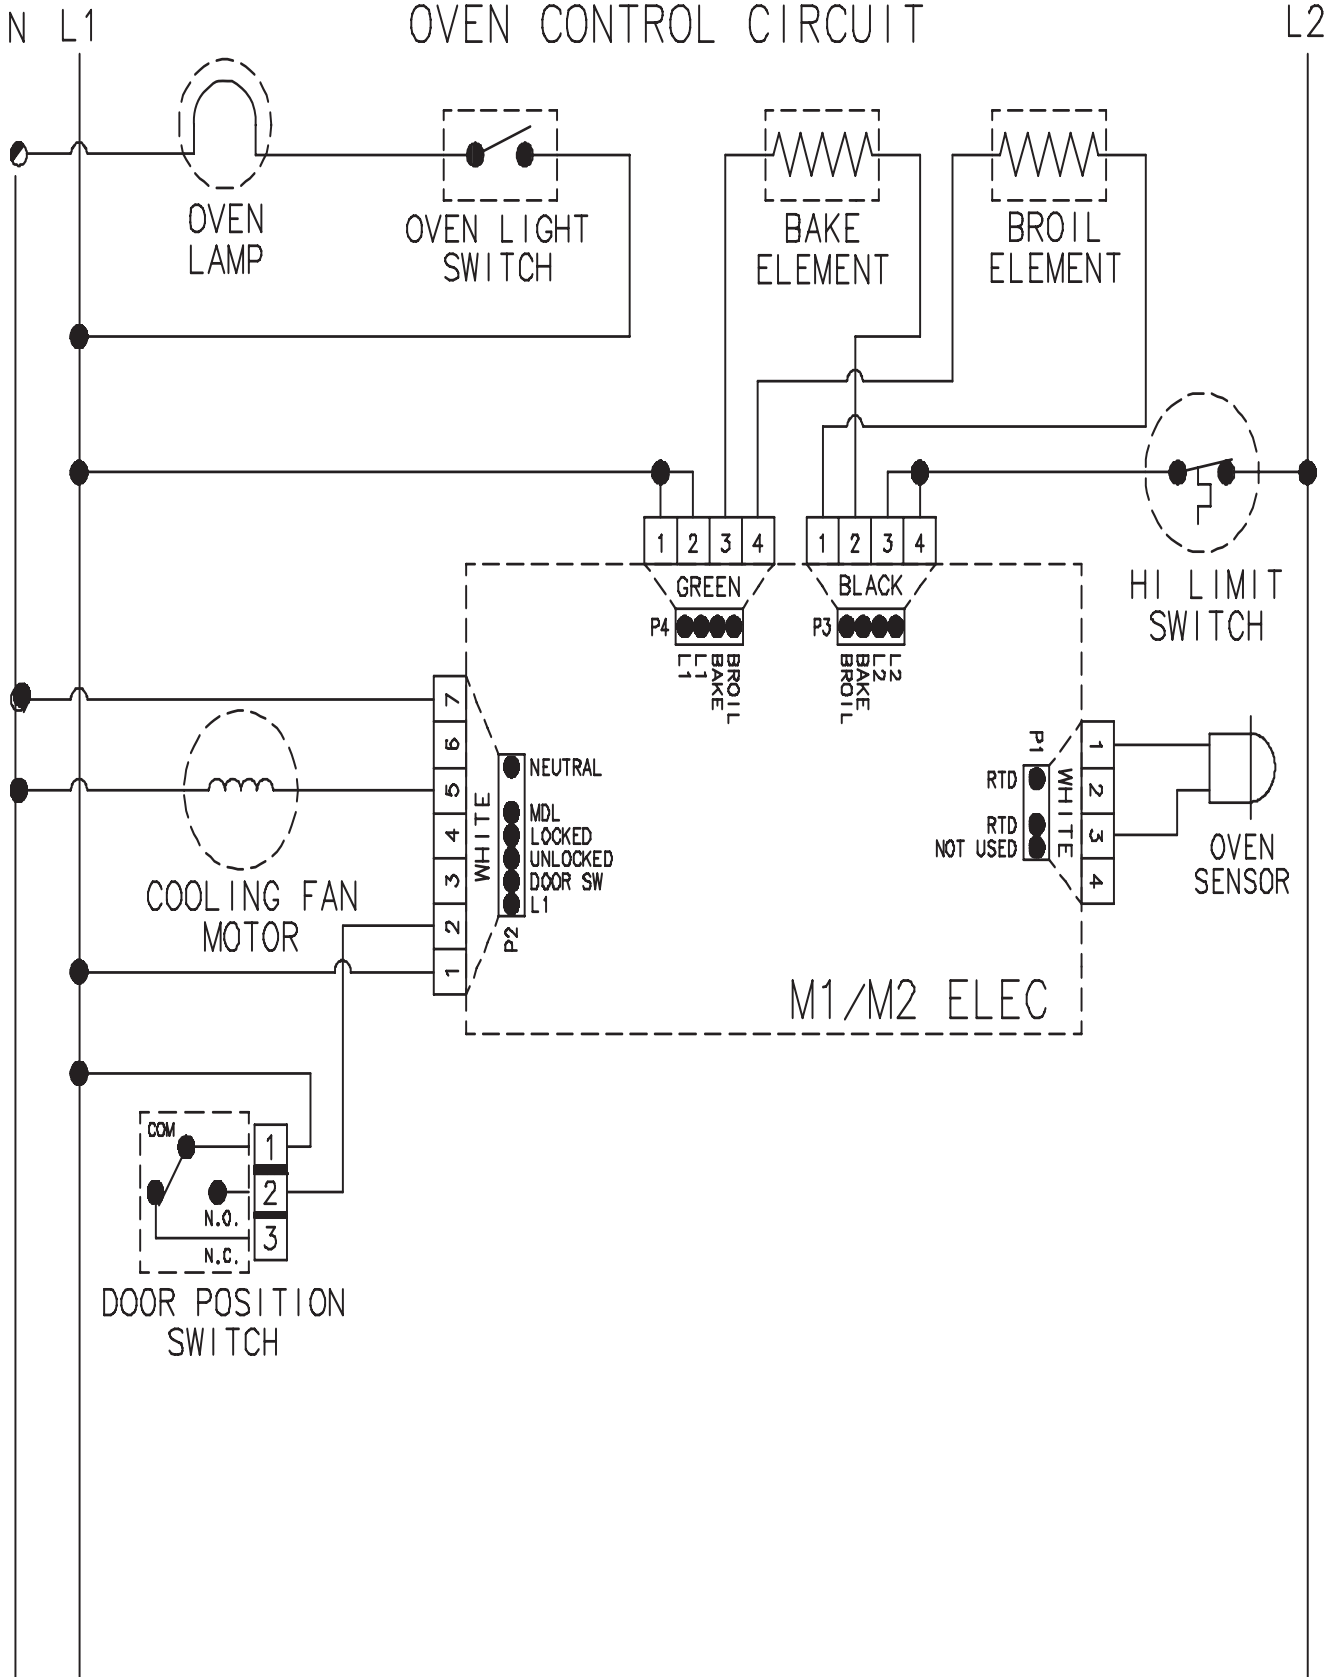 N L1 OVEN CONTROL CIRCUIT L2
OVEN
LAMP
OVEN LIGHT
SWITCH
BAKE
ELEMENT
BROIL
ELEMENT
1 2 3 4
1 2 3 4
GREEN
BLACK
P4
P3
L1
L1
BAKE
BROIL
BROIL
BAKE
L2
L2
HI LIMIT
SWITCH
7
6
5
4
3
2
1
WHITE
NEUTRAL
MDL
LOCKED
UNLOCKED
DOOR SW
L1
P2
P1
RTD
RTD
NOT USED
WHITE
1
2
3
4
OVEN
SENSOR
COOLING FAN
MOTOR
M1/M2 ELEC
COM
1
2
N.O.
3
N.C.
DOOR POSITION
SWITCH